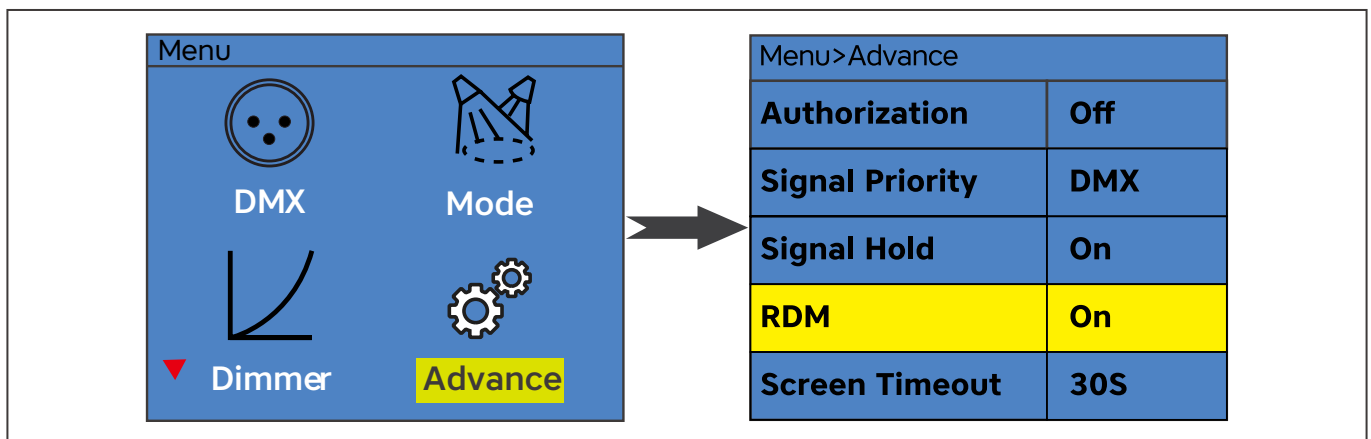 Menu
DMX Mode
Dimmer Advance
Menu>Advance
Authorization Off
Signal Priority DMX
Signal Hold On
RDM On
Screen Timeout 30S